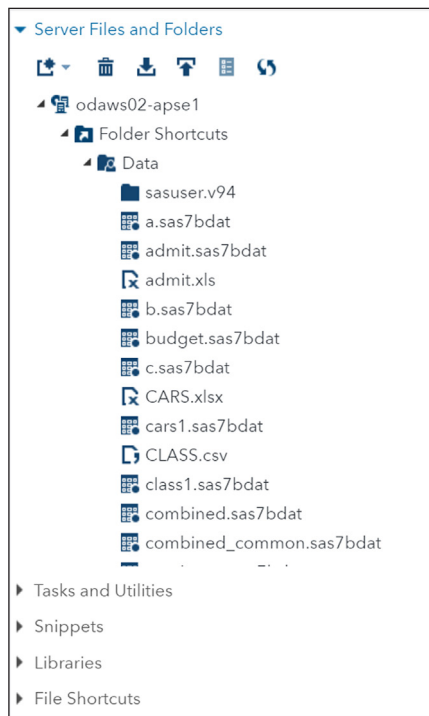 Server Files and Folders
odaws02-apse1
Folder Shortcuts
Data
sasuser.v94
a.sas7bdat
admit.sas7bdat
admit.xls
b.sas7bdat
budget.sas7bdat
c.sas7bdat
CARS.xlsx
cars1.sas7bdat
CLASS.csv
class1.sas7bdat
combined.sas7bdat
combined_common.sas7bdat
Tasks and Utilities
Snippets
Libraries
File Shortcuts